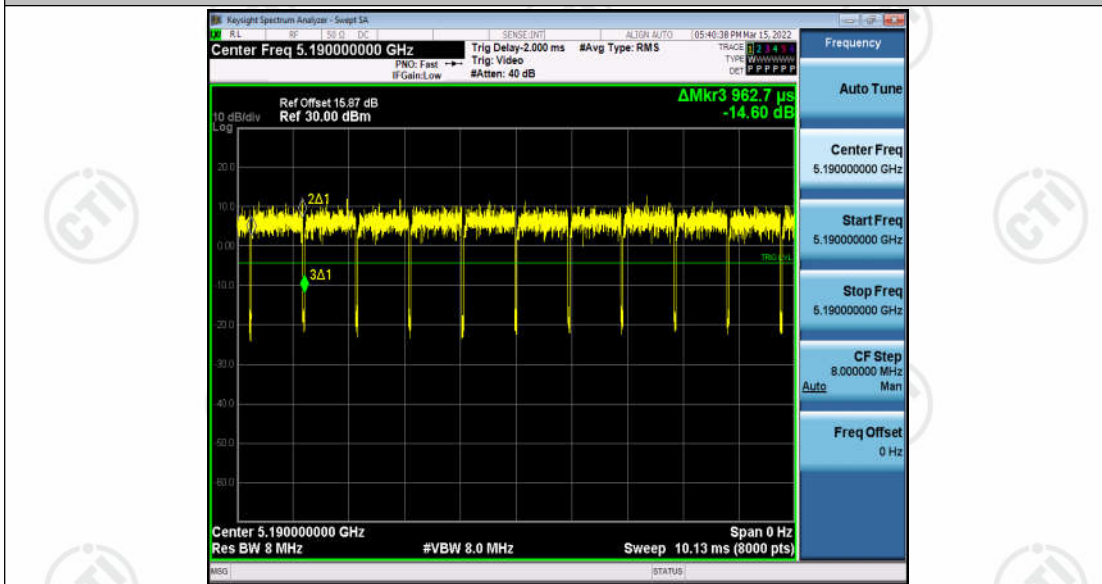 Keysight Spectrum Analyzer - Swept SA
RL RF 50 Ω DC SENSE:INT ALIGN AUTO 05:40:38 PM Mar 15, 2022
Center Freq 5.190000000 GHz
PNO: Fast
IFGain:Low
Trig Delay-2.000 ms
Trig: Video
#Atten: 40 dB
#Avg Type: RMS
TRACE 1 2 3 4 5 6
TYPE WWWWWW
DET P P P P P P
Frequency
Auto Tune
Center Freq
5.190000000 GHz
Start Freq
5.190000000 GHz
Stop Freq
5.190000000 GHz
CF Step
8.000000 MHz
Auto Man
Freq Offset
0 Hz
ΔMkr3 962.7 µs
-14.60 dB
Ref Offset 15.87 dB
10 dB/div Ref 30.00 dBm
Log
20.0
10.0
0.00
-10.0
-20.0
-30.0
-40.0
-50.0
-60.0
2Δ1
3Δ1
TRIG LVL
Center 5.190000000 GHz Span 0 Hz
Res BW 8 MHz #VBW 8.0 MHz Sweep 10.13 ms (8000 pts)
MSG STATUS
CTI
CTI